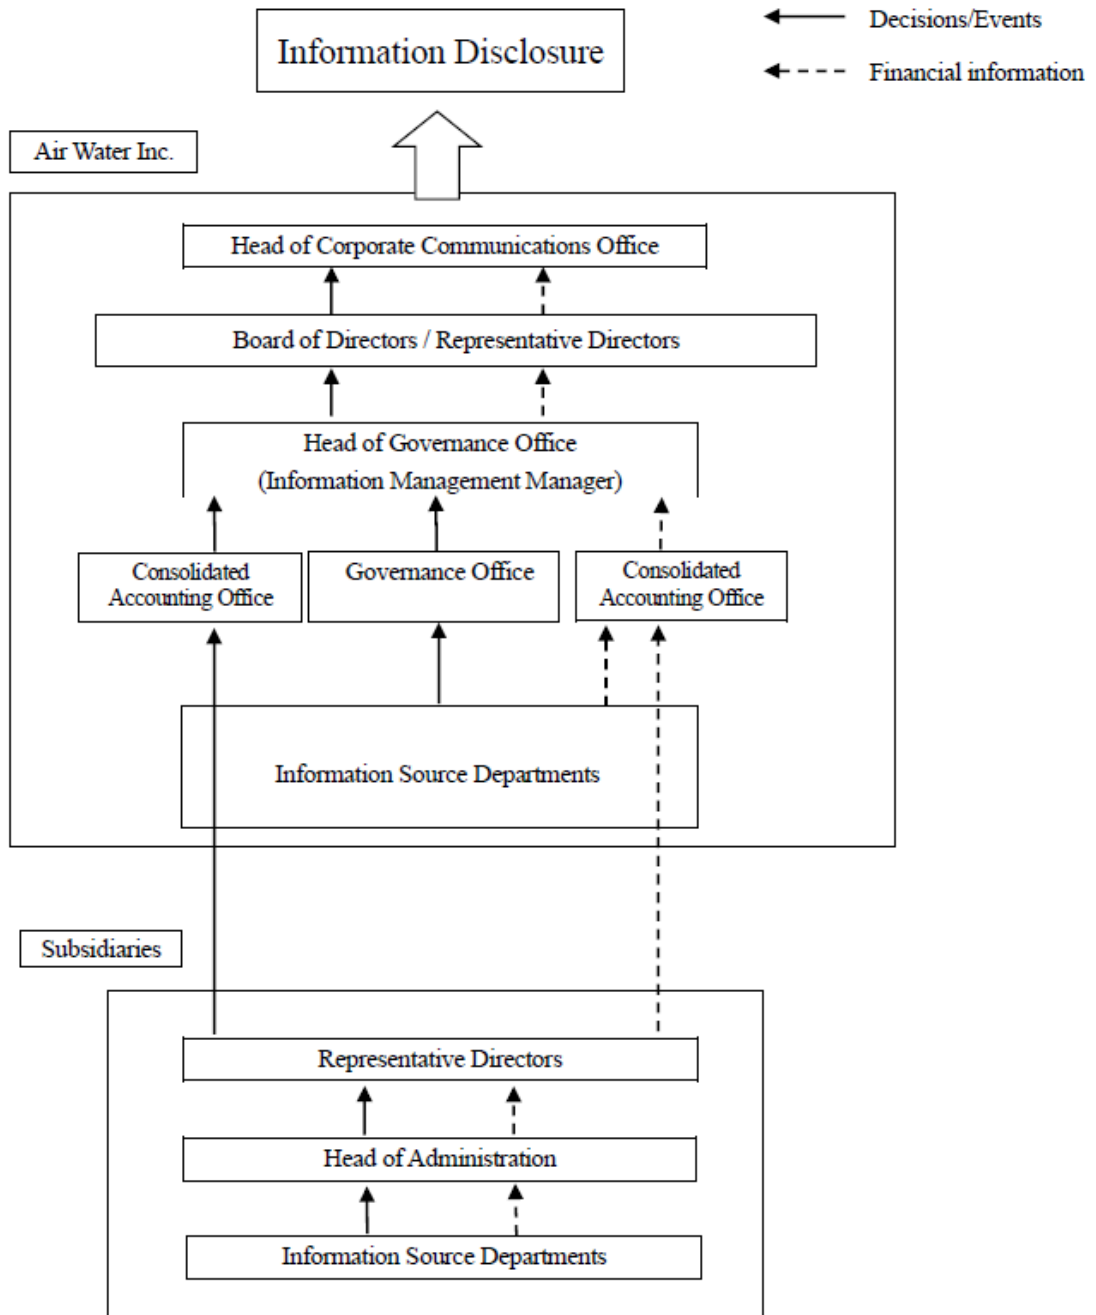 Information Disclosure
Decisions/Events
Financial information
Air Water Inc.
Head of Corporate Communications Office
Board of Directors / Representative Directors
Head of Governance Office
(Information Management Manager)
Consolidated
Accounting Office
Governance Office
Consolidated
Accounting Office
Information Source Departments
Subsidiaries
Representative Directors
Head of Administration
Information Source Departments